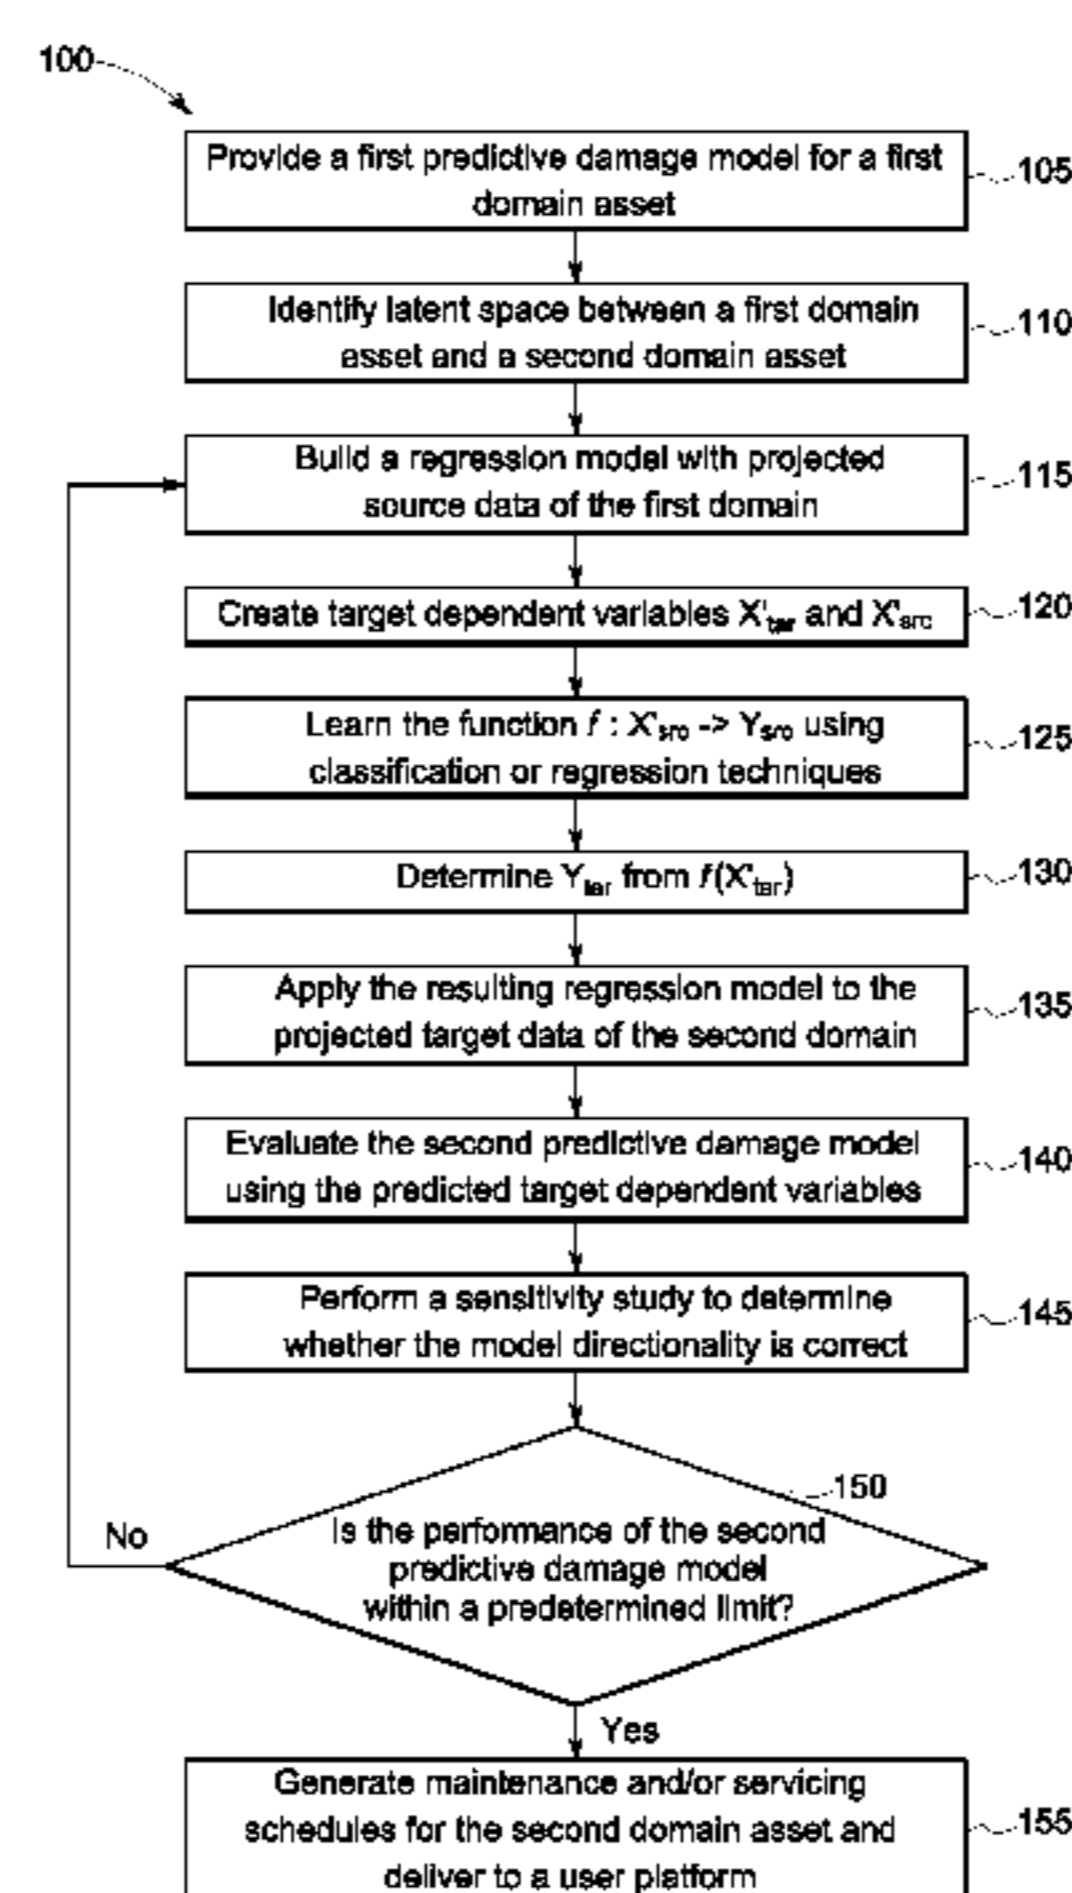 100
Provide a first predictive damage model for a first
domain asset
105
Identify latent space between a first domain
asset and a second domain asset
110
Build a regression model with projected
source data of the first domain
115
Create target dependent variables X'tar and X'src
120
Learn the function f : X'src -> Ysrc using
classification or regression techniques
125
Determine Ytar from f(X'tar)
130
Apply the resulting regression model to the
projected target data of the second domain
135
Evaluate the second predictive damage model
using the predicted target dependent variables
140
Perform a sensitivity study to determine
whether the model directionality is correct
145
150
Is the performance of the second
predictive damage model
within a predetermined limit?
No
Yes
Generate maintenance and/or servicing
schedules for the second domain asset and
deliver to a user platform
155